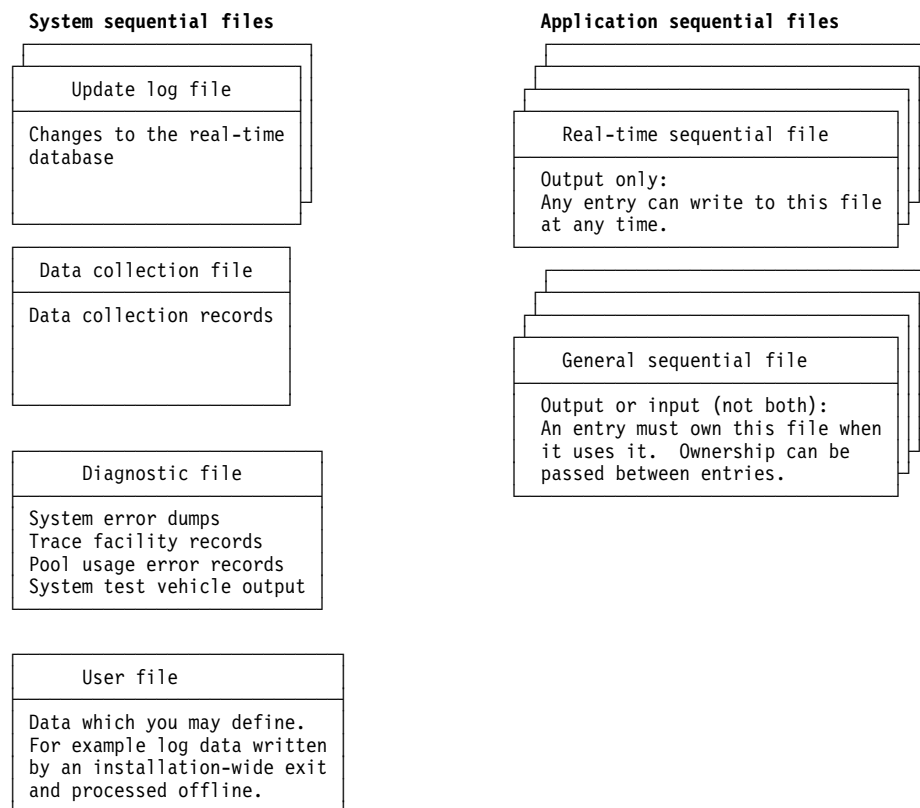 System sequential files
Update log file
Changes to the real-time
database
Data collection file
Data collection records
Diagnostic file
System error dumps
Trace facility records
Pool usage error records
System test vehicle output
User file
Data which you may define.
For example log data written
by an installation-wide exit
and processed offline.
Application sequential files
Real-time sequential file
Output only:
Any entry can write to this file
at any time.
General sequential file
Output or input (not both):
An entry must own this file when
it uses it. Ownership can be
passed between entries.